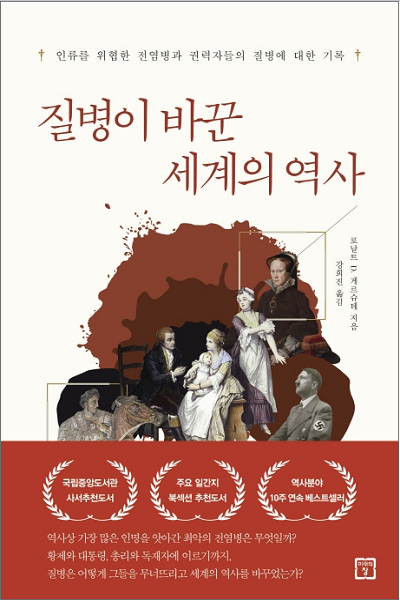 † 인류를 위협한 전염병과 권력자들의 질병에 대한 기록 †
질병이 바꾼
세계의 역사
로날트 D. 게르슈테 지음
강희진 옮김
국립중앙도서관
사서추천도서
주요 일간지
북섹션 추천도서
역사분야
10주 연속 베스트셀러
역사상 가장 많은 인명을 앗아간 최악의 전염병은 무엇일까?
황제와 대통령, 총리와 독재자에 이르기까지,
질병은 어떻게 그들을 무너뜨리고 세계의 역사를 바꾸었는가?
미래의
창